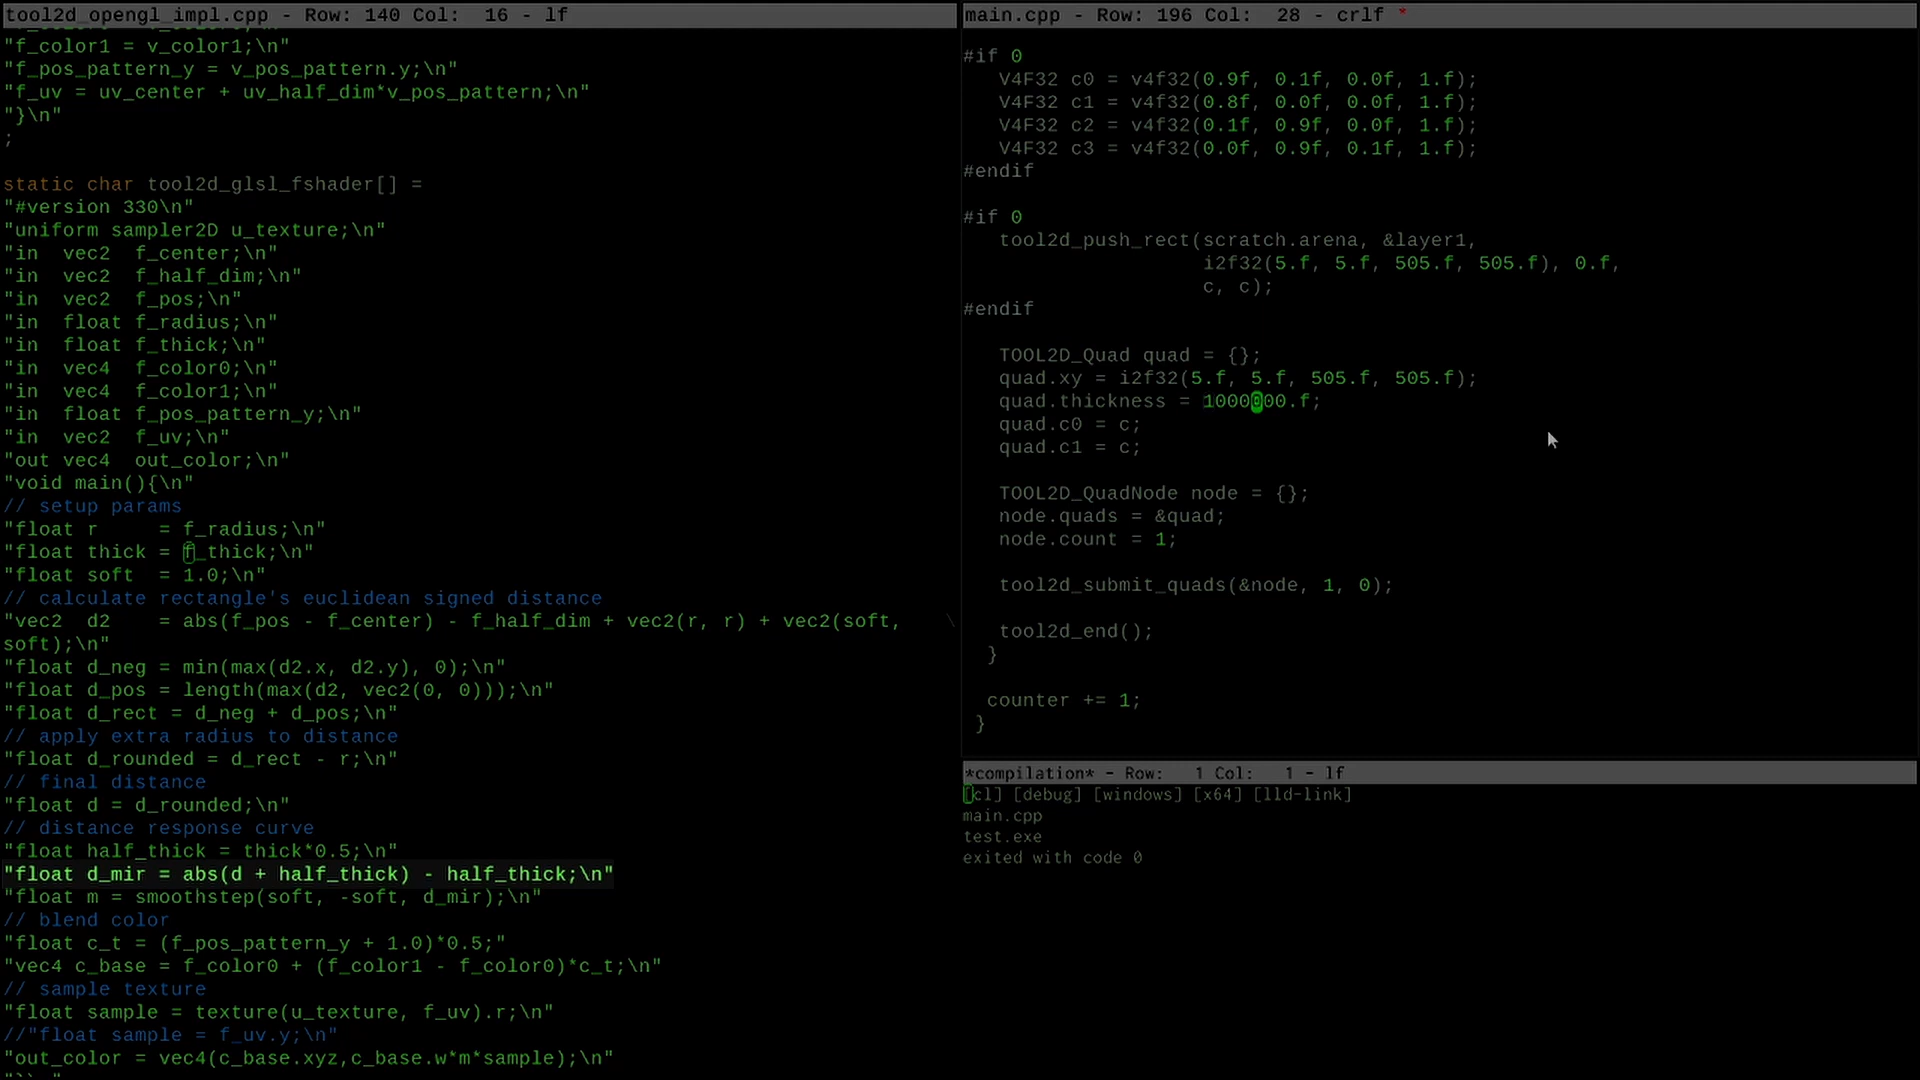 tool2d_opengl_impl.cpp - Row: 140 Col:  16 - lf
"f_color1 = v_color1;\n"
"f_pos_pattern_y = v_pos_pattern.y;\n"
"f_uv = uv_center + uv_half_dim*v_pos_pattern;\n"
"}\n"
;
static char tool2d_glsl_fshader[] =
"#version 330\n"
"uniform sampler2D u_texture;\n"
"in  vec2  f_center;\n"
"in  vec2  f_half_dim;\n"
"in  vec2  f_pos;\n"
"in  float f_radius;\n"
"in  float f_thick;\n"
"in  vec4  f_color0;\n"
"in  vec4  f_color1;\n"
"in  float f_pos_pattern_y;\n"
"in  vec2  f_uv;\n"
"out vec4  out_color;\n"
"void main(){\n"
// setup params
"float r     = f_radius;\n"
"float thick = f_thick;\n"
"float soft  = 1.0;\n"
// calculate rectangle's euclidean signed distance
"vec2  d2    = abs(f_pos - f_center) - f_half_dim + vec2(r, r) + vec2(soft, \
soft);\n"
"float d_neg = min(max(d2.x, d2.y), 0);\n"
"float d_pos = length(max(d2, vec2(0, 0)));\n"
"float d_rect = d_neg + d_pos;\n"
// apply extra radius to distance
"float d_rounded = d_rect - r;\n"
// final distance
"float d = d_rounded;\n"
// distance response curve
"float half_thick = thick*0.5;\n"
"float d_mir = abs(d + half_thick) - half_thick;\n"
"float m = smoothstep(soft, -soft, d_mir);\n"
// blend color
"float c_t = (f_pos_pattern_y + 1.0)*0.5;"
"vec4 c_base = f_color0 + (f_color1 - f_color0)*c_t;\n"
// sample texture
"float sample = texture(u_texture, f_uv).r;\n"
//"float sample = f_uv.y;\n"
"out_color = vec4(c_base.xyz,c_base.w*m*sample);\n"
main.cpp - Row: 196 Col:  28 - crlf *
#if 0
V4F32 c0 = v4f32(0.9f, 0.1f, 0.0f, 1.f);
V4F32 c1 = v4f32(0.8f, 0.0f, 0.0f, 1.f);
V4F32 c2 = v4f32(0.1f, 0.9f, 0.0f, 1.f);
V4F32 c3 = v4f32(0.0f, 0.9f, 0.1f, 1.f);
#endif
#if 0
tool2d_push_rect(scratch.arena, &layer1,
i2f32(5.f, 5.f, 505.f, 505.f), 0.f,
c, c);
#endif
TOOL2D_Quad quad = {};
quad.xy = i2f32(5.f, 5.f, 505.f, 505.f);
quad.thickness = 1000000.f;
quad.c0 = c;
quad.c1 = c;
TOOL2D_QuadNode node = {};
node.quads = &quad;
node.count = 1;
tool2d_submit_quads(&node, 1, 0);
tool2d_end();
}
counter += 1;
}
*compilation* - Row:   1 Col:   1 - lf
[cl] [debug] [windows] [x64] [lld-link]
main.cpp
test.exe
exited with code 0